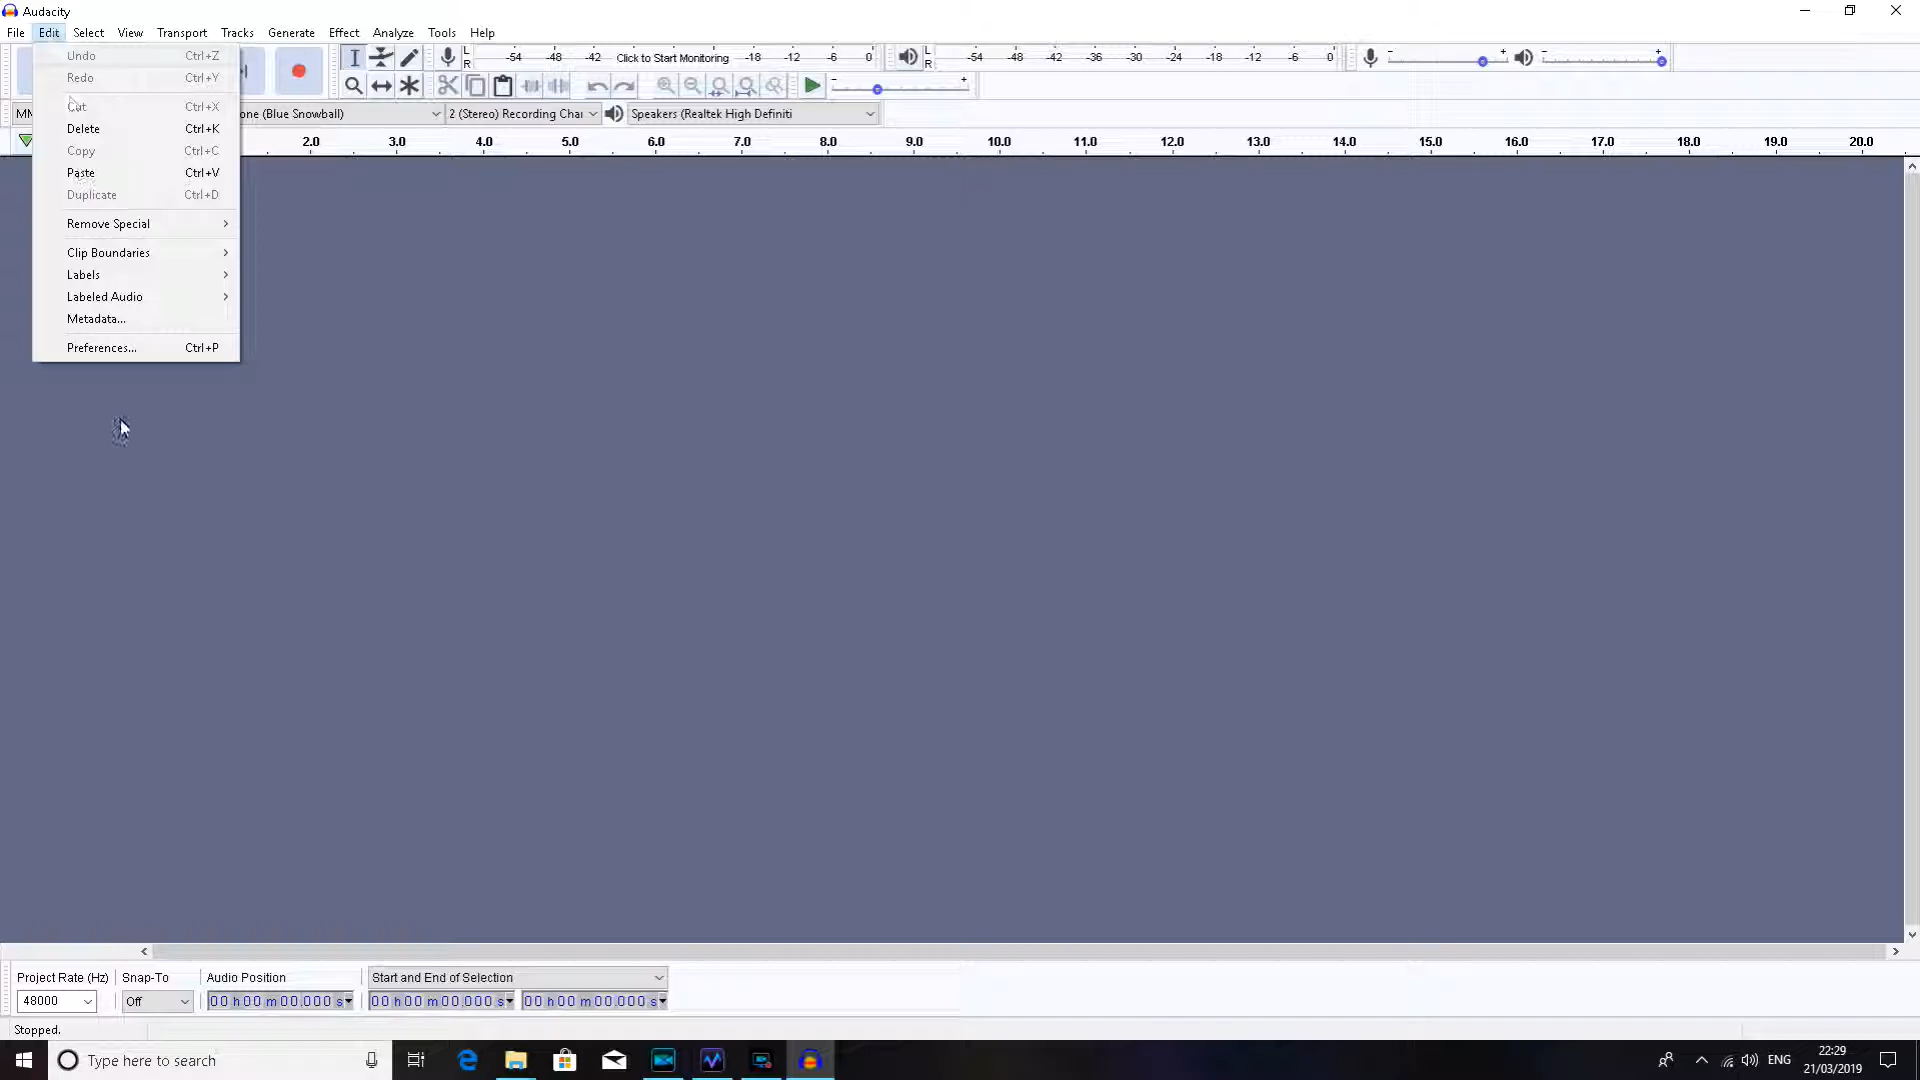 Audacity
File Edit Select View Transport Tracks Generate Effect Analyze Tools Help
Undo Ctrl+Z
Redo Ctrl+Y
Cut Ctrl+X
Delete Ctrl+K
Copy Ctrl+C
Paste Ctrl+V
Duplicate Ctrl+D
Remove Special
Clip Boundaries
Labels
Labeled Audio
Metadata...
Preferences... Ctrl+P
L R -54 -48 -42 Click to Start Monitoring -18 -12 -6 0
L R -54 -48 -42 -36 -30 -24 -18 -12 -6 0
- + - +
- +
MM one (Blue Snowball) 2 (Stereo) Recording Chai Speakers (Realtek High Definiti
2.0 3.0 4.0 5.0 6.0 7.0 8.0 9.0 10.0 11.0 12.0 13.0 14.0 15.0 16.0 17.0 18.0 19.0 20.0
Project Rate (Hz) Snap-To Audio Position Start and End of Selection
48000 Off 00 h 00 m 00.000 s 00 h 00 m 00.000 s 00 h 00 m 00.000 s
Stopped.
Type here to search
ENG
22:29
21/03/2019